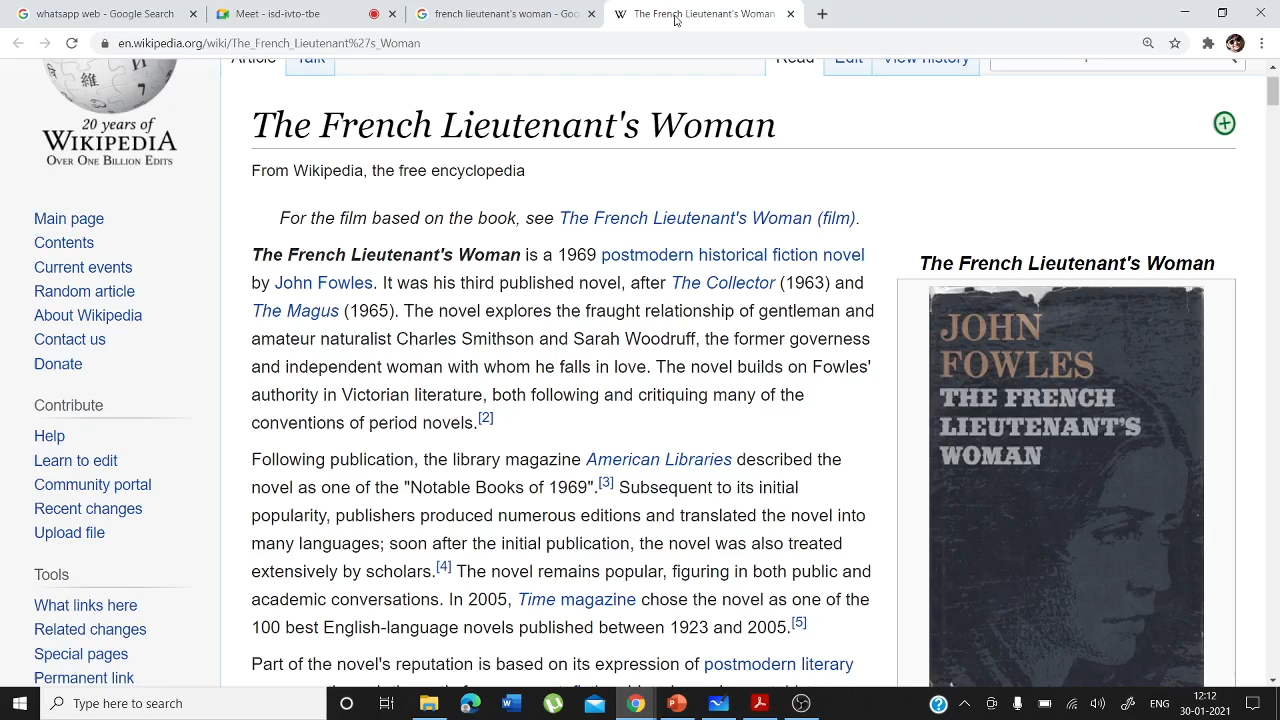 whatsapp web - Google Search
Meet - isd-ivto-tbe
french lieutenant's woman - Goo
The French Lieutenant's Woman
en.wikipedia.org/wiki/The_French_Lieutenant%27s_Woman
Article
Talk
Read
Edit
View history
20 years of
WIKIPEDIA
OVER ONE BILLION EDITS
Main page
Contents
Current events
Random article
About Wikipedia
Contact us
Donate
Contribute
Help
Learn to edit
Community portal
Recent changes
Upload file
Tools
What links here
Related changes
Special pages
Permanent link
The French Lieutenant's Woman
From Wikipedia, the free encyclopedia
For the film based on the book, see The French Lieutenant's Woman (film).
The French Lieutenant's Woman is a 1969 postmodern historical fiction novel
by John Fowles. It was his third published novel, after The Collector (1963) and
The Magus (1965). The novel explores the fraught relationship of gentleman and
amateur naturalist Charles Smithson and Sarah Woodruff, the former governess
and independent woman with whom he falls in love. The novel builds on Fowles'
authority in Victorian literature, both following and critiquing many of the
conventions of period novels.[2]
Following publication, the library magazine American Libraries described the
novel as one of the "Notable Books of 1969".[3] Subsequent to its initial
popularity, publishers produced numerous editions and translated the novel into
many languages; soon after the initial publication, the novel was also treated
extensively by scholars.[4] The novel remains popular, figuring in both public and
academic conversations. In 2005, Time magazine chose the novel as one of the
100 best English-language novels published between 1923 and 2005.[5]
Part of the novel's reputation is based on its expression of postmodern literary
The French Lieutenant's Woman
JOHN
FOWLES
THE FRENCH
LIEUTENANT'S
WOMAN
Type here to search
ENG
12:12
30-01-2021